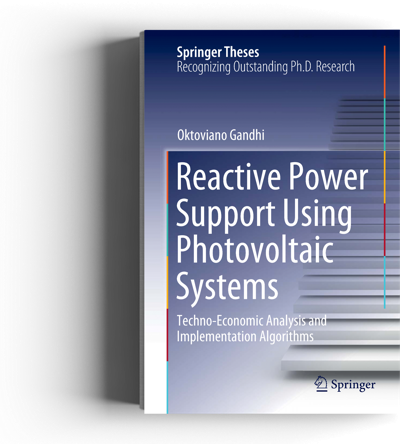 Springer Theses
Recognizing Outstanding Ph.D. Research
Oktoviano Gandhi
Reactive Power
Support Using
Photovoltaic
Systems
Techno-Economic Analysis and
Implementation Algorithms
Springer